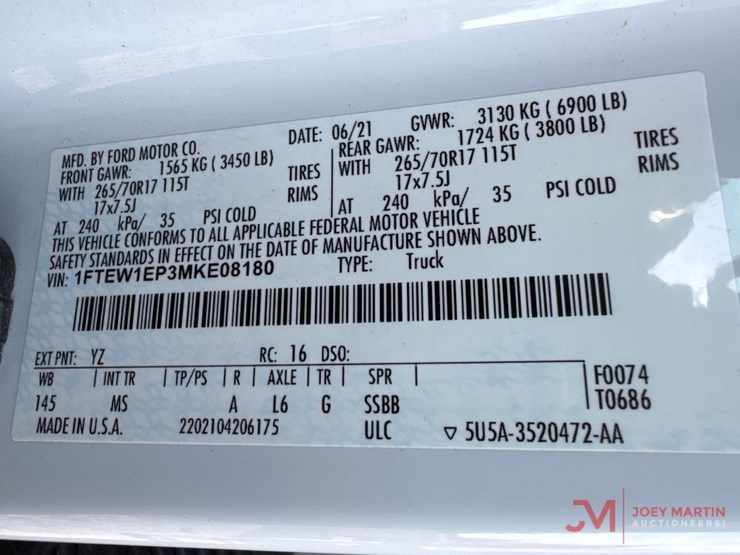 MFD. BY FORD MOTOR CO.
DATE: 06/21 GVWR: 3130 KG ( 6900 LB)
FRONT GAWR: 1565 KG ( 3450 LB)
WITH 265/70R17 115T TIRES
17x7.5J RIMS
AT 240 kPa/ 35 PSI COLD
REAR GAWR: 1724 KG ( 3800 LB)
WITH 265/70R17 115T TIRES
17x7.5J RIMS
AT 240 kPa/ 35 PSI COLD
THIS VEHICLE CONFORMS TO ALL APPLICABLE FEDERAL MOTOR VEHICLE
SAFETY STANDARDS IN EFFECT ON THE DATE OF MANUFACTURE SHOWN ABOVE.
VIN: 1FTEW1EP3MKE08180 TYPE: Truck
EXT PNT: YZ RC: 16 DSO:
WB | INT TR | TP/PS | R | AXLE | TR | SPR | F0074
145 MS A L6 G SSBB T0686
MADE IN U.S.A. 2202104206175 ULC ▽ 5U5A-3520472-AA
JM JOEY MARTIN
AUCTIONEERS